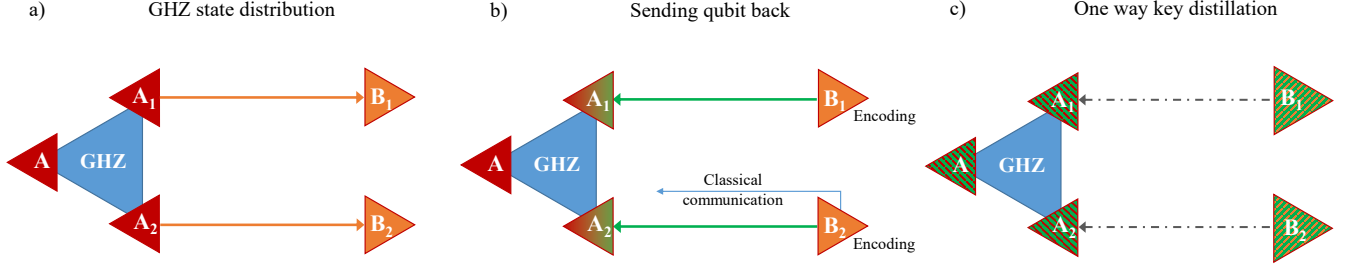 a) GHZ state distribution
A
GHZ
A1
A2
B1
B2
b) Sending qubit back
A
GHZ
A1
A2
B1
Encoding
Classical
communication
B2
Encoding
c) One way key distillation
A
GHZ
A1
A2
B1
B2